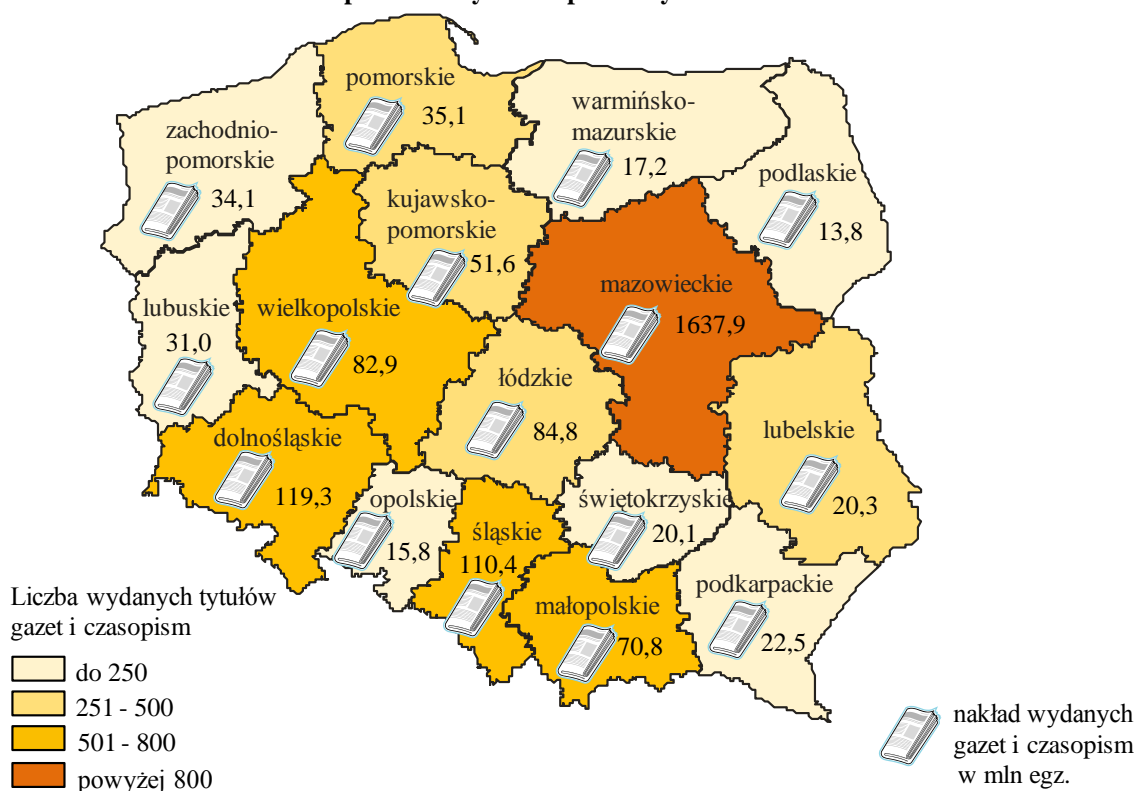 pomorskie
35,1
warmińsko-
mazurskie
17,2
zachodnio-
pomorskie
34,1
podlaskie
13,8
kujawsko-
pomorskie
51,6
mazowieckie
1637,9
lubuskie
31,0
wielkopolskie
82,9
łódzkie
84,8
lubelskie
20,3
dolnośląskie
119,3
opolskie
15,8
świętokrzyskie
20,1
śląskie
110,4
małopolskie
70,8
podkarpackie
22,5
Liczba wydanych tytułów
gazet i czasopism
do 250
251 - 500
501 - 800
powyżej 800
nakład wydanych
gazet i czasopism
w mln egz.